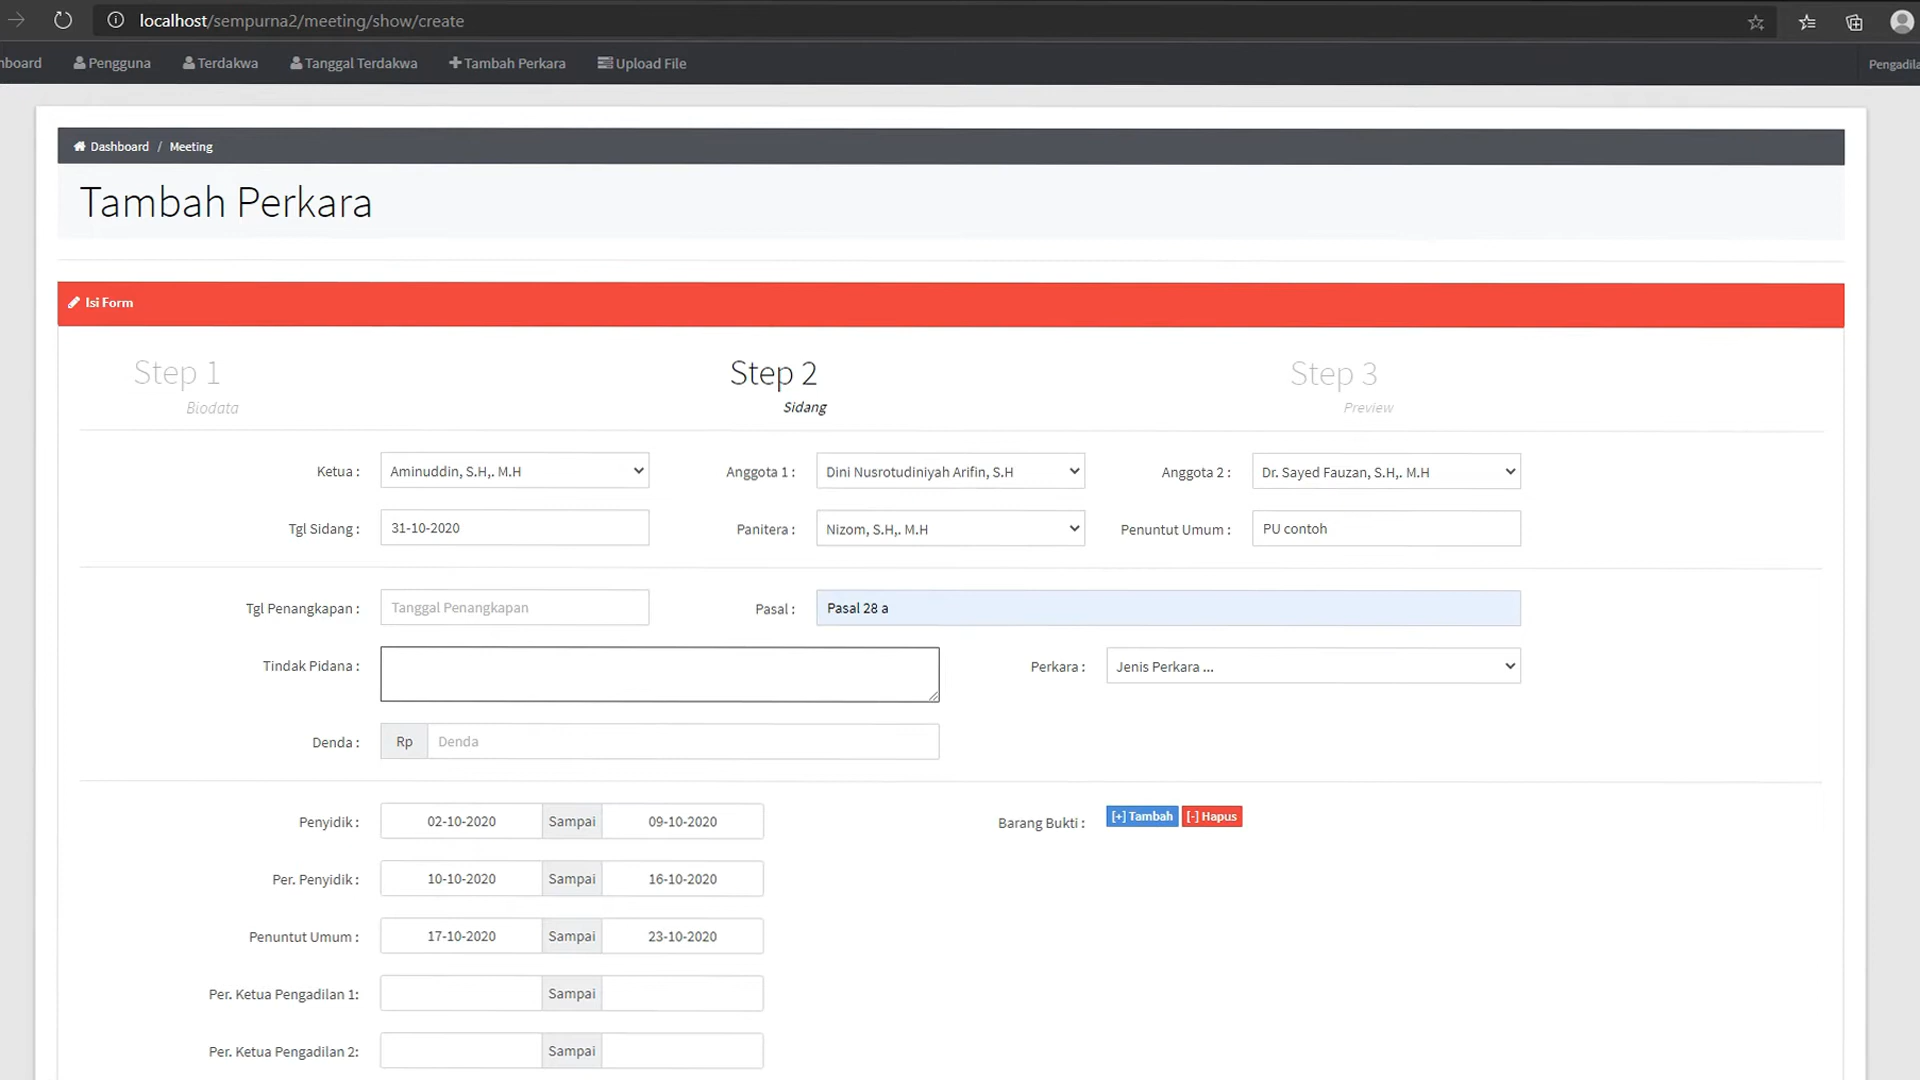 localhost/sempurna2/meeting/show/create
hboard Pengguna Terdakwa Tanggal Terdakwa Tambah Perkara Upload File Pengadila
Dashboard / Meeting
Tambah Perkara
Isi Form
Step 1 Step 2 Step 3
Biodata Sidang Preview
Ketua : Aminuddin, S.H,. M.H Anggota 1 : Dini Nusrotudiniyah Arifin, S.H Anggota 2 : Dr. Sayed Fauzan, S.H,. M.H
Tgl Sidang : 31-10-2020 Panitera : Nizom, S.H,. M.H Penuntut Umum : PU contoh
Tgl Penangkapan : Tanggal Penangkapan Pasal : Pasal 28 a
Tindak Pidana : Perkara : Jenis Perkara ...
Denda : Rp Denda
Penyidik : 02-10-2020 Sampai 09-10-2020 Barang Bukti : [+] Tambah [-] Hapus
Per. Penyidik : 10-10-2020 Sampai 16-10-2020
Penuntut Umum : 17-10-2020 Sampai 23-10-2020
Per. Ketua Pengadilan 1: Sampai
Per. Ketua Pengadilan 2: Sampai